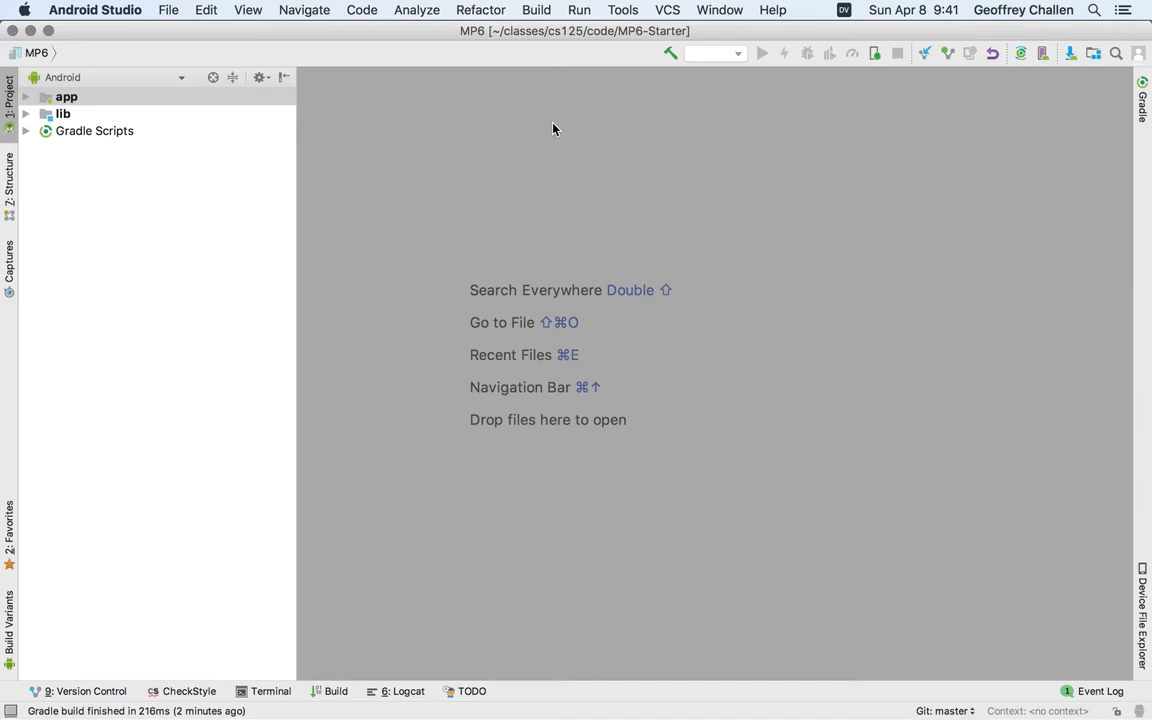 Android Studio File Edit View Navigate Code Analyze Refactor Build Run Tools VCS Window Help DV Sun Apr 8 9:41 Geoffrey Challen
MP6 [~/classes/cs125/code/MP6-Starter]
MP6
Android
1: Project
app
lib
Gradle Scripts
Z: Structure
Captures
2: Favorites
Build Variants
Search Everywhere Double ⇧
Go to File ⇧⌘O
Recent Files ⌘E
Navigation Bar ⌘↑
Drop files here to open
Gradle
Device File Explorer
9: Version Control CS CheckStyle Terminal Build 6: Logcat TODO 1 Event Log
Gradle build finished in 216ms (2 minutes ago) Git: master Context: <no context>